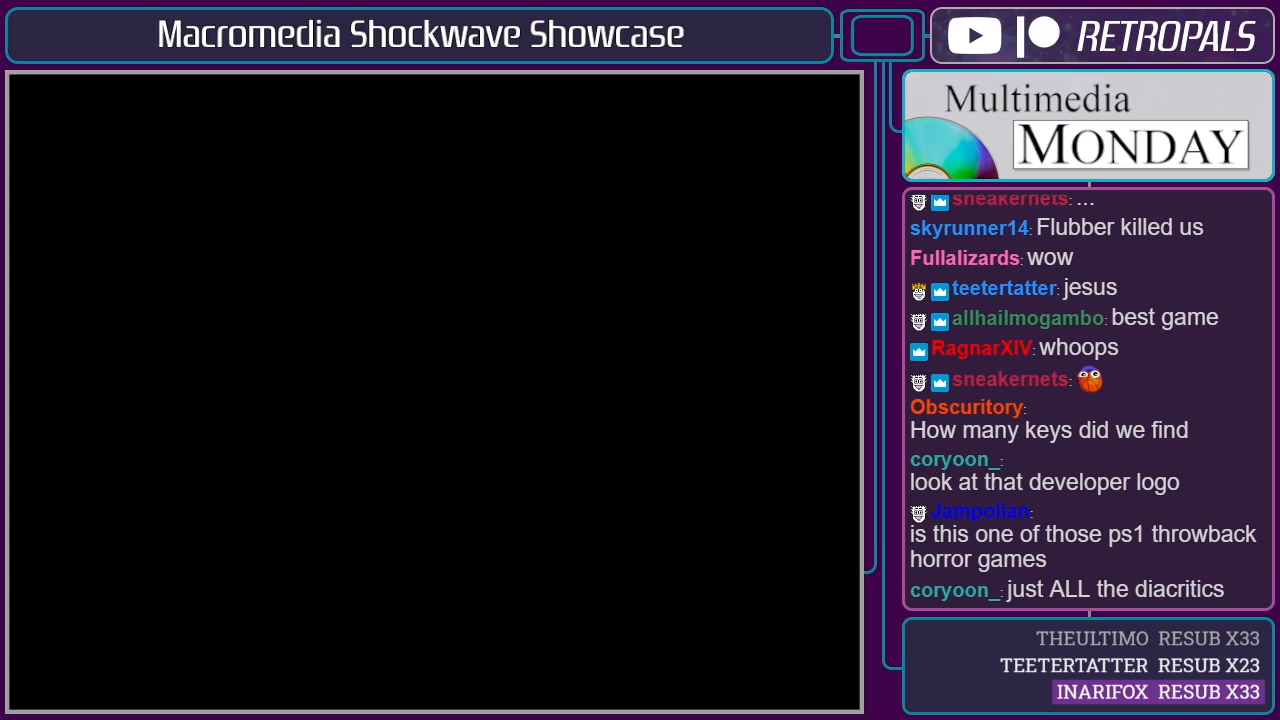 Macromedia Shockwave Showcase
RETROPALS
Multimedia
MONDAY
sneakernets: ...
skyrunner14: Flubber killed us
Fullalizards: wow
teetertatter: jesus
allhailmogambo: best game
RagnarXIV: whoops
sneakernets:
Obscuritory:
How many keys did we find
coryoon_:
look at that developer logo
Jampolian:
is this one of those ps1 throwback
horror games
coryoon_: just ALL the diacritics
THEULTIMO RESUB X33
TEETERTATTER RESUB X23
INARIFOX RESUB X33